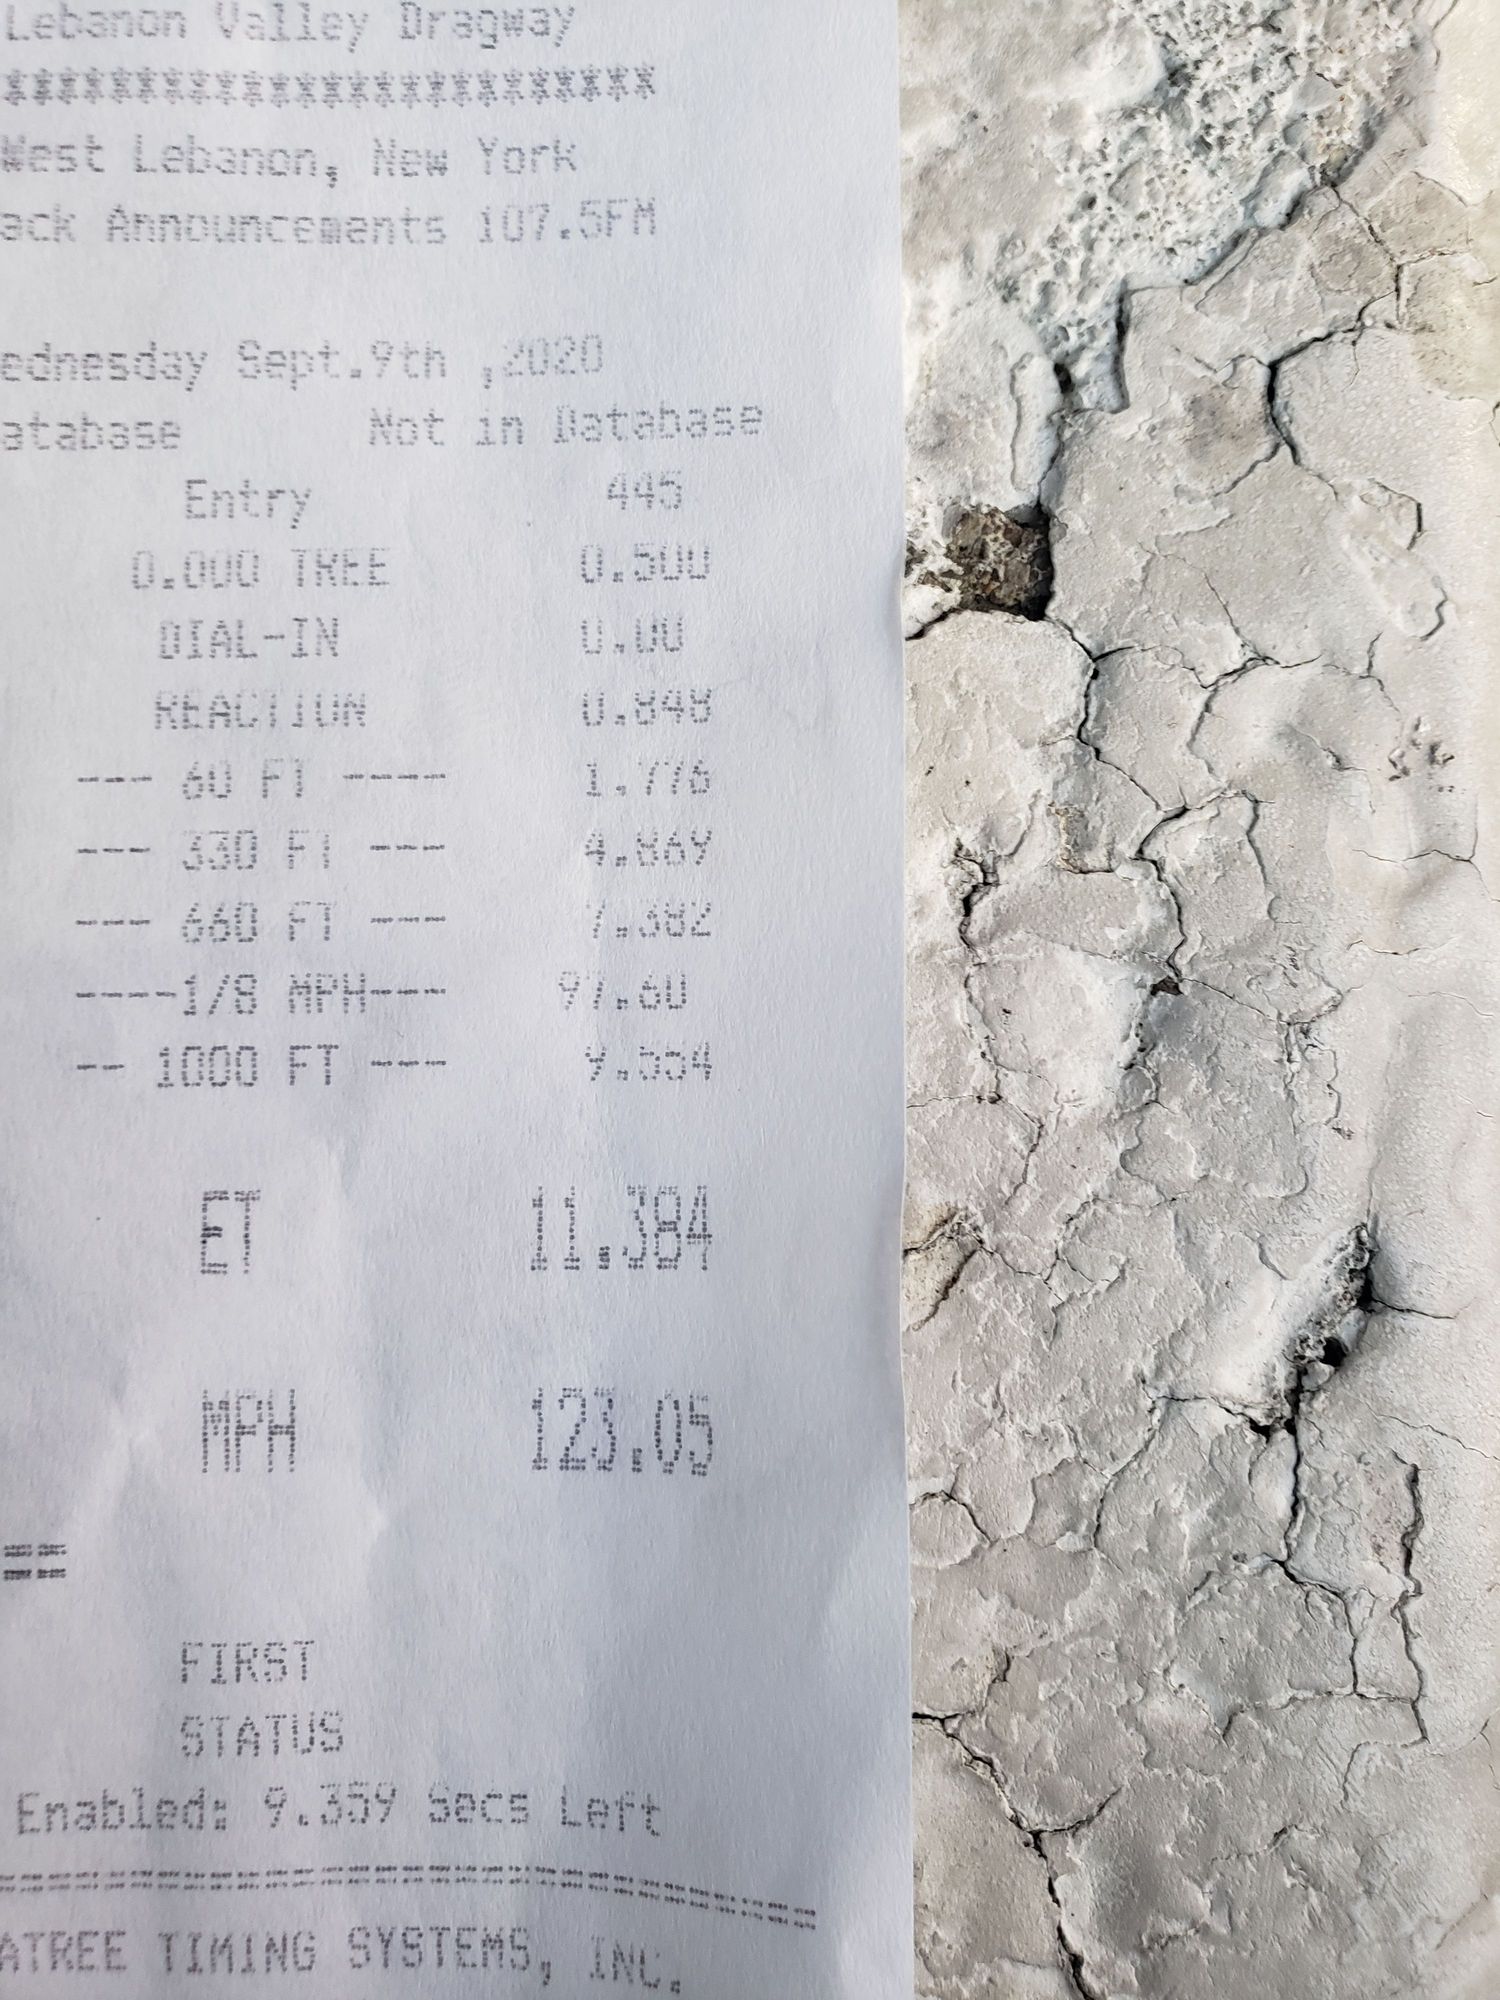 Lebanon Valley Dragway
*************************
West Lebanon, New York
ack Announcements 107.5FM
ednesday Sept.9th ,2020
atabase Not in Database
Entry 445
0.000 TREE 0.500
DIAL-IN 0.00
REACTION 0.848
--- 60 FT ---- 1.776
--- 330 FT --- 4.869
--- 660 FT --- 7.382
----1/8 MPH--- 97.60
-- 1000 FT ---
ET 11.384
MPH 123.05
==
FIRST
STATUS
Enabled: 9.359 Secs Left
===============================
ATREE TIMING SYSTEMS, INC.